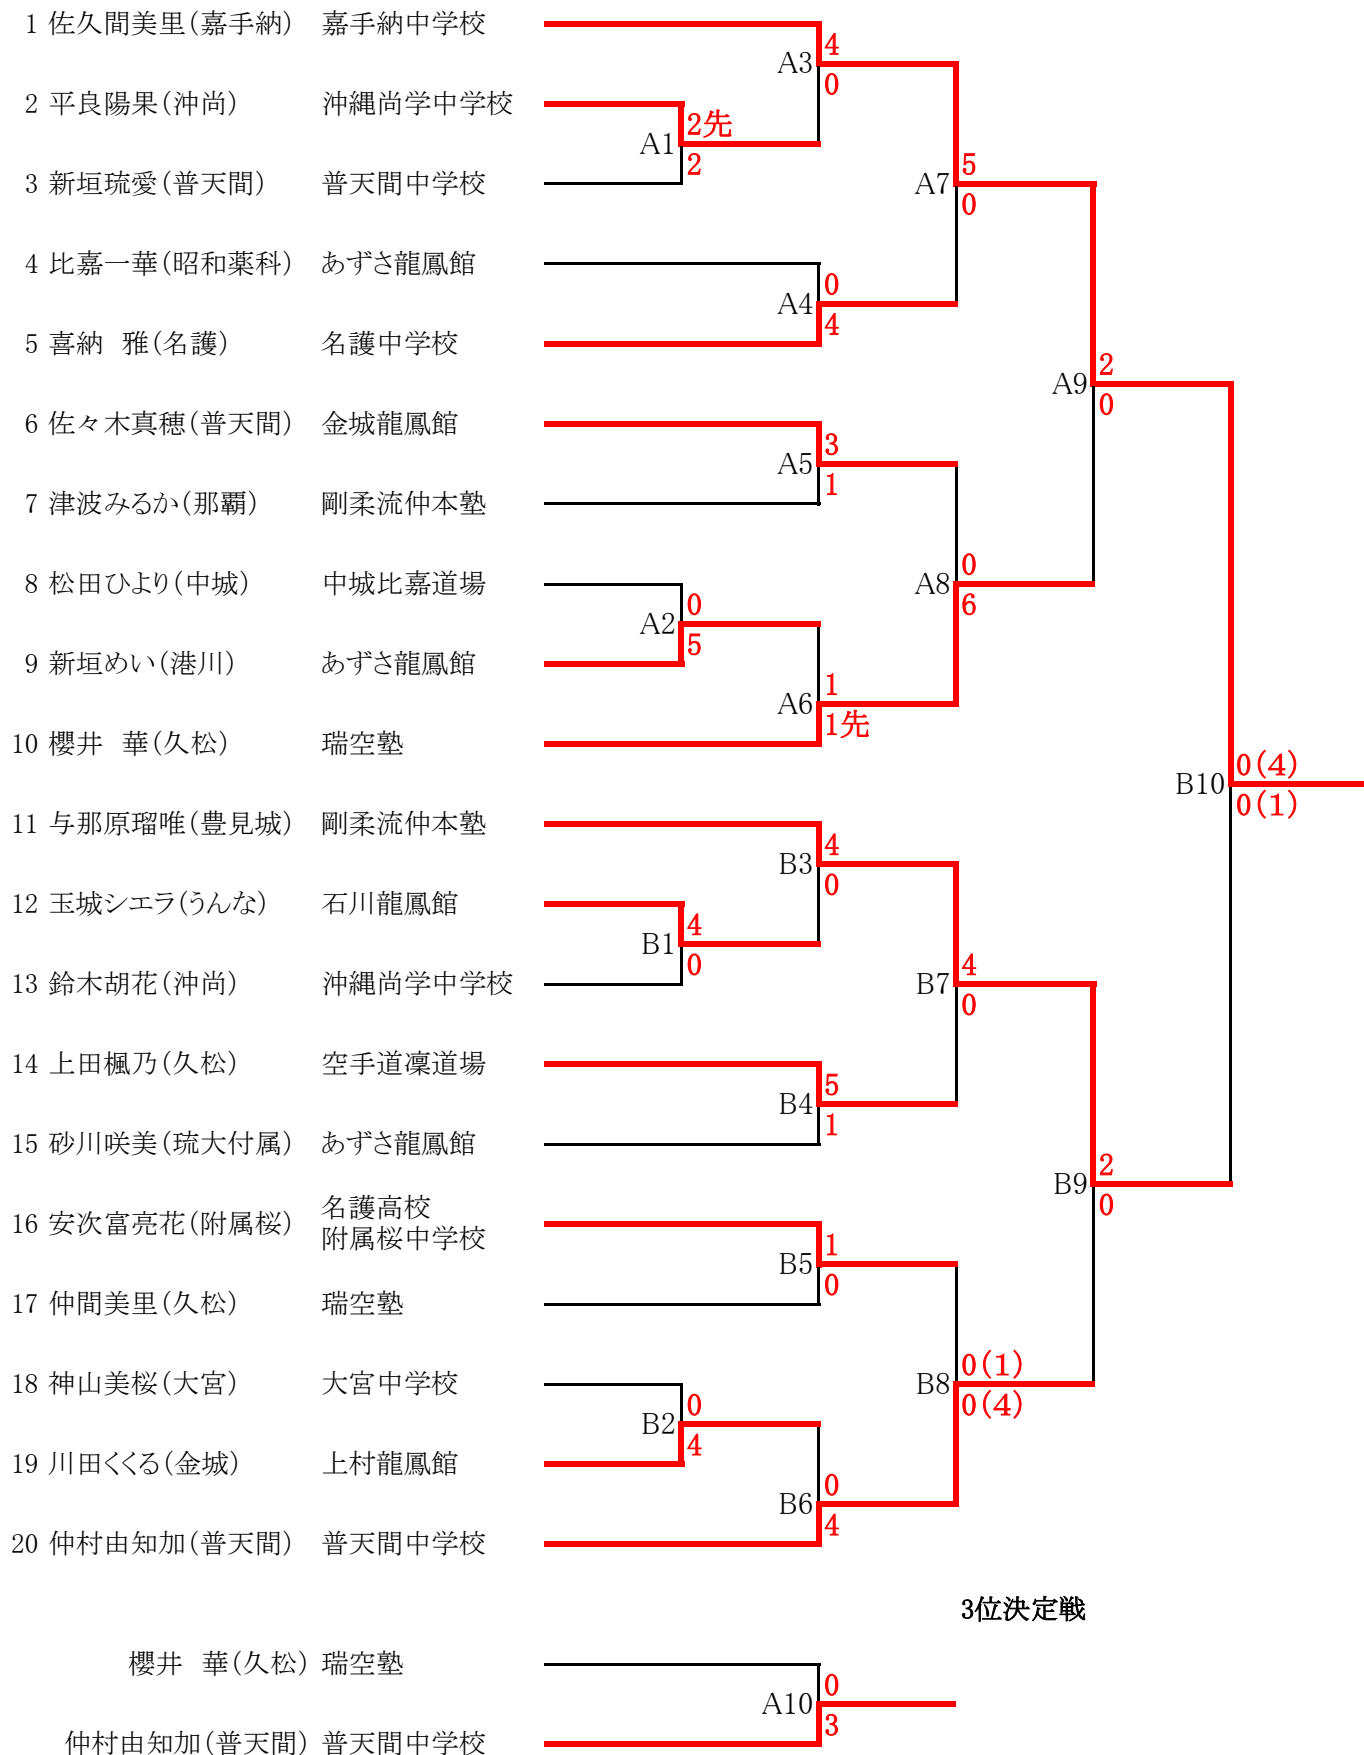 1 佐久間美里(嘉手納) 嘉手納中学校
4
A3
0
2 平良陽果(沖尚) 沖縄尚学中学校
2先
A1
2
3 新垣琉愛(普天間) 普天間中学校
5
A7
0
4 比嘉一華(昭和薬科) あずさ龍鳳館
0
A4
4
5 喜納 雅(名護) 名護中学校
2
A9
0
6 佐々木真穂(普天間) 金城龍鳳館
3
A5
1
7 津波みるか(那覇) 剛柔流仲本塾
0
A8
6
8 松田ひより(中城) 中城比嘉道場
0
A2
5
9 新垣めい(港川) あずさ龍鳳館
1
A6
1先
10 櫻井 華(久松) 瑞空塾
0(4)
B10
0(1)
11 与那原瑠唯(豊見城) 剛柔流仲本塾
4
B3
0
12 玉城シエラ(うんな) 石川龍鳳館
4
B1
0
13 鈴木胡花(沖尚) 沖縄尚学中学校
4
B7
0
14 上田楓乃(久松) 空手道凜道場
5
B4
1
15 砂川咲美(琉大付属) あずさ龍鳳館
2
B9
0
16 安次富亮花(附属桜) 名護高校
附属桜中学校
1
B5
0
17 仲間美里(久松) 瑞空塾
0(1)
B8
0(4)
18 神山美桜(大宮) 大宮中学校
0
B2
4
19 川田くくる(金城) 上村龍鳳館
0
B6
4
20 仲村由知加(普天間) 普天間中学校
3位決定戦
櫻井 華(久松) 瑞空塾
0
A10
3
仲村由知加(普天間) 普天間中学校